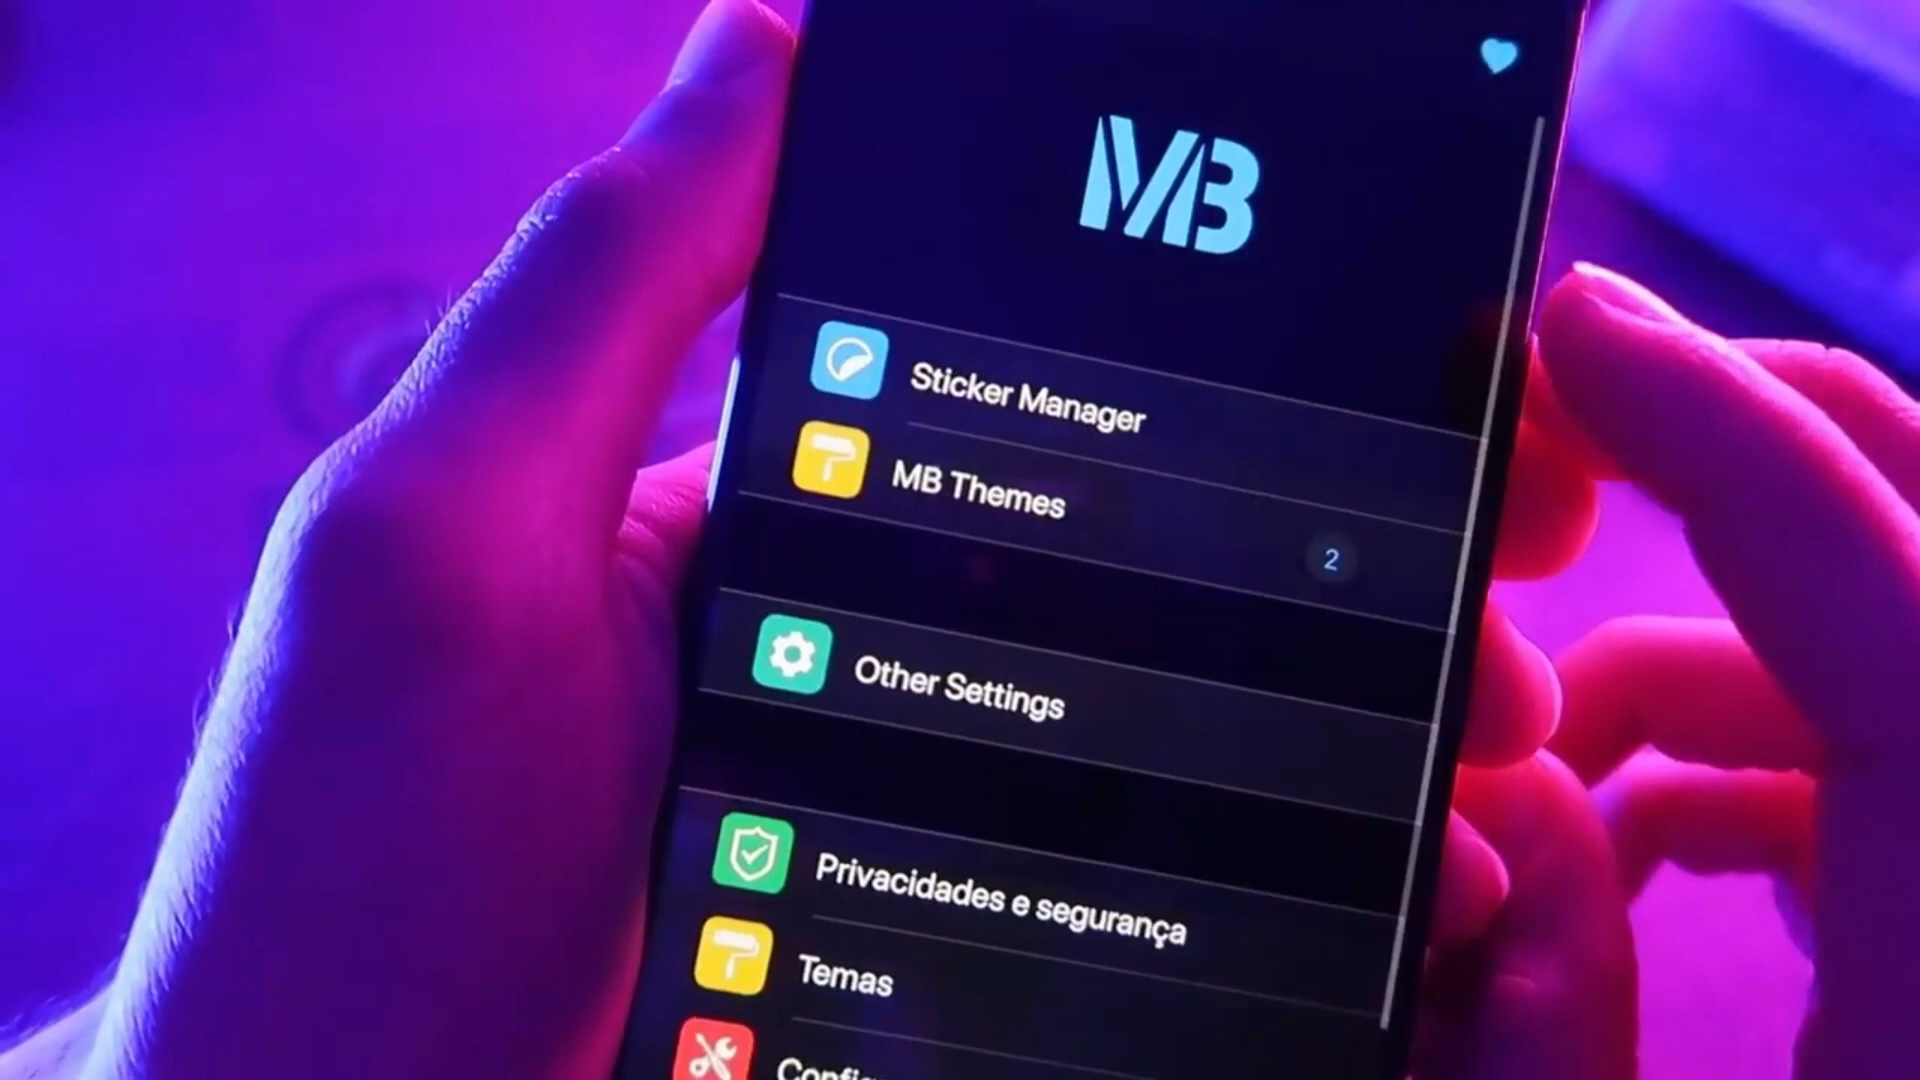 MB
Sticker Manager
MB Themes
2
Other Settings
Privacidades e segurança
Temas